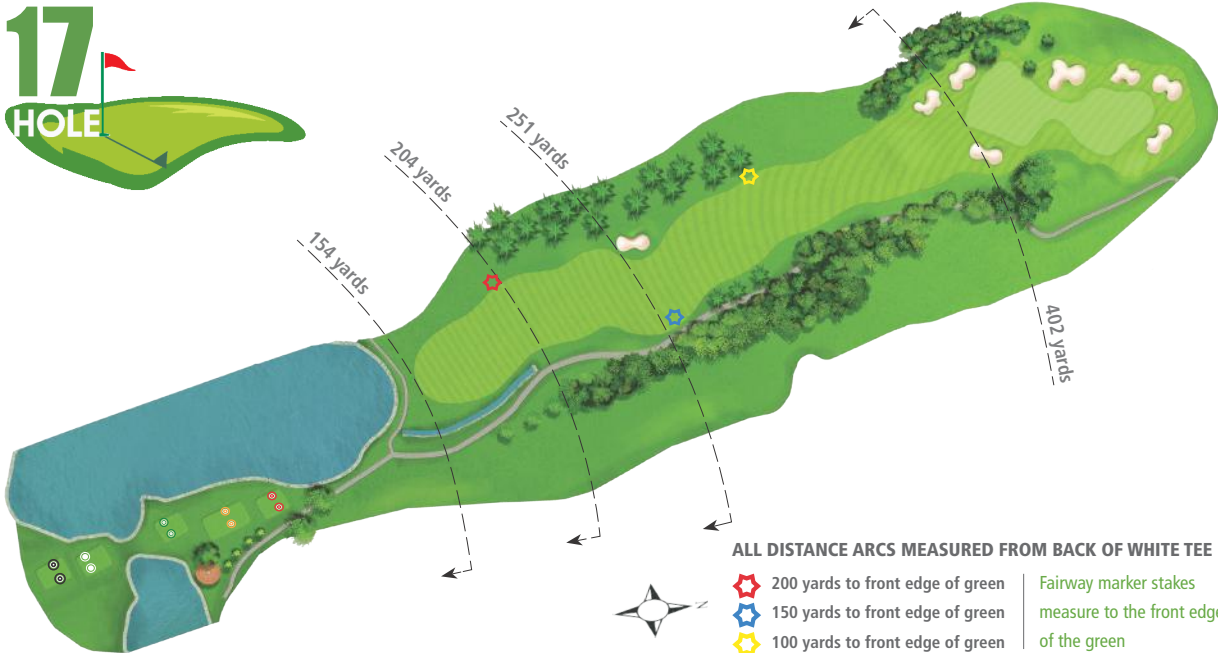 17
HOLE
251 yards
204 yards
154 yards
402 yards
ALL DISTANCE ARCS MEASURED FROM BACK OF WHITE TEE
200 yards to front edge of green
150 yards to front edge of green
100 yards to front edge of green
Fairway marker stakes
measure to the front edge
of the green
N